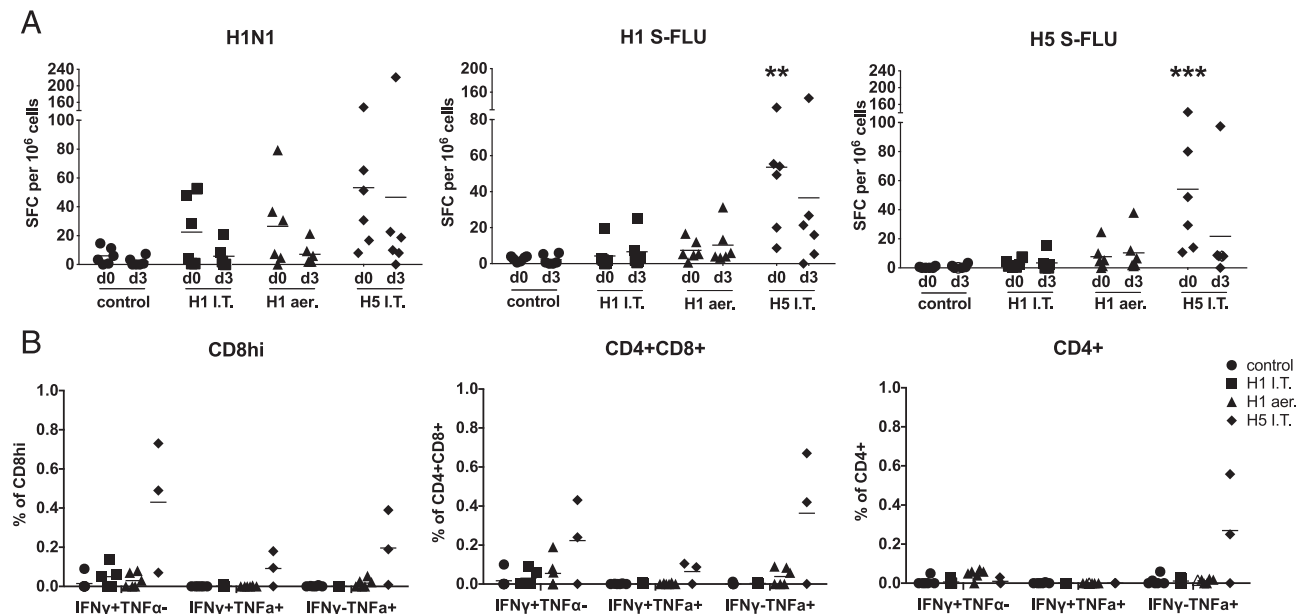 A
H1N1
H1 S-FLU
H5 S-FLU
SFC per 10⁶ cells
240
200
160
120
80
60
40
20
0
d0 d3 d0 d3 d0 d3 d0 d3
control H1 I.T. H1 aer. H5 I.T.
SFC per 10⁶ cells
200
160
100
80
60
40
20
0
**
d0 d3 d0 d3 d0 d3 d0 d3
control H1 I.T. H1 aer. H5 I.T.
SFC per 10⁶ cells
240
200
160
120
100
80
60
40
20
0
***
d0 d3 d0 d3 d0 d3 d0 d3
control H1 I.T. H1 aer. H5 I.T.
B
CD8hi
CD4+CD8+
CD4+
% of CD8hi
1.0
0.8
0.6
0.4
0.2
0.0
IFNγ+TNFα- IFNγ+TNFa+ IFNγ-TNFa+
% of CD4+CD8+
1.0
0.8
0.6
0.4
0.2
0.0
IFNγ+TNFα- IFNγ+TNFa+ IFNγ-TNFa+
% of CD4+
1.0
0.8
0.6
0.4
0.2
0.0
IFNγ+TNFα- IFNγ+TNFa+ IFNγ-TNFa+
control
H1 I.T.
H1 aer.
H5 I.T.